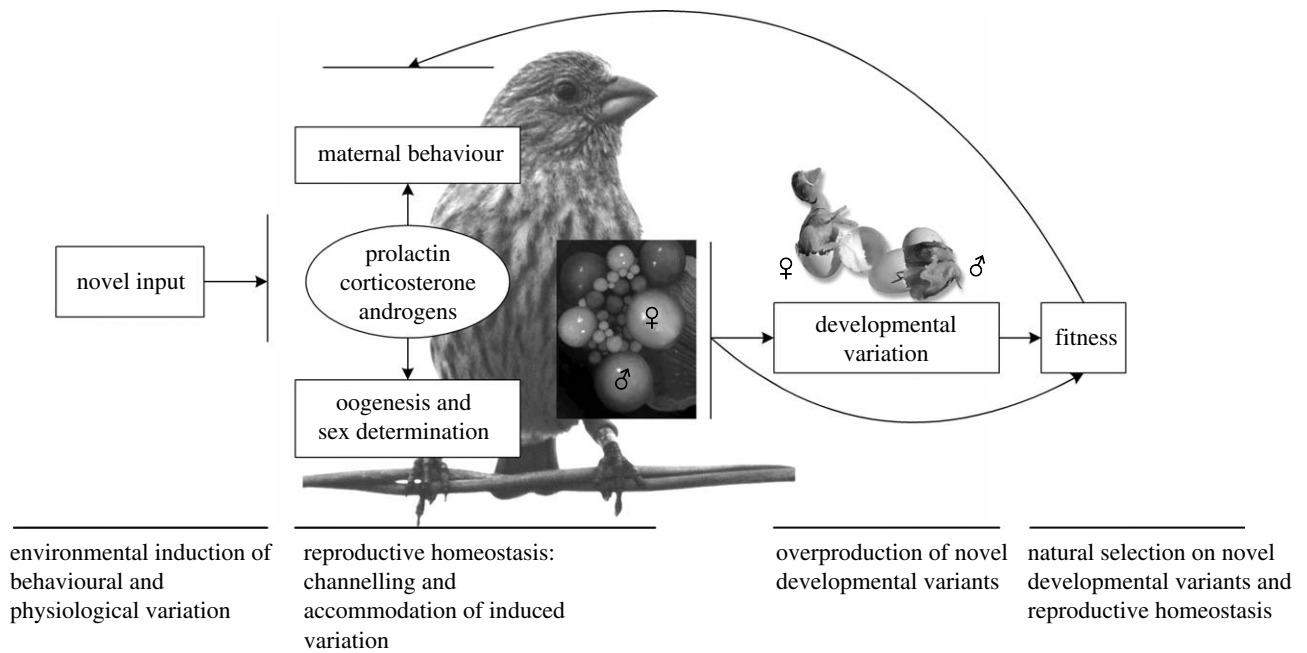 maternal behaviour
novel input
prolactin
corticosterone
androgens
♀
♂
♀
♂
developmental
variation
fitness
oogenesis and
sex determination
environmental induction of
behavioural and
physiological variation
reproductive homeostasis:
channelling and
accommodation of induced
variation
overproduction of novel
developmental variants
natural selection on novel
developmental variants and
reproductive homeostasis